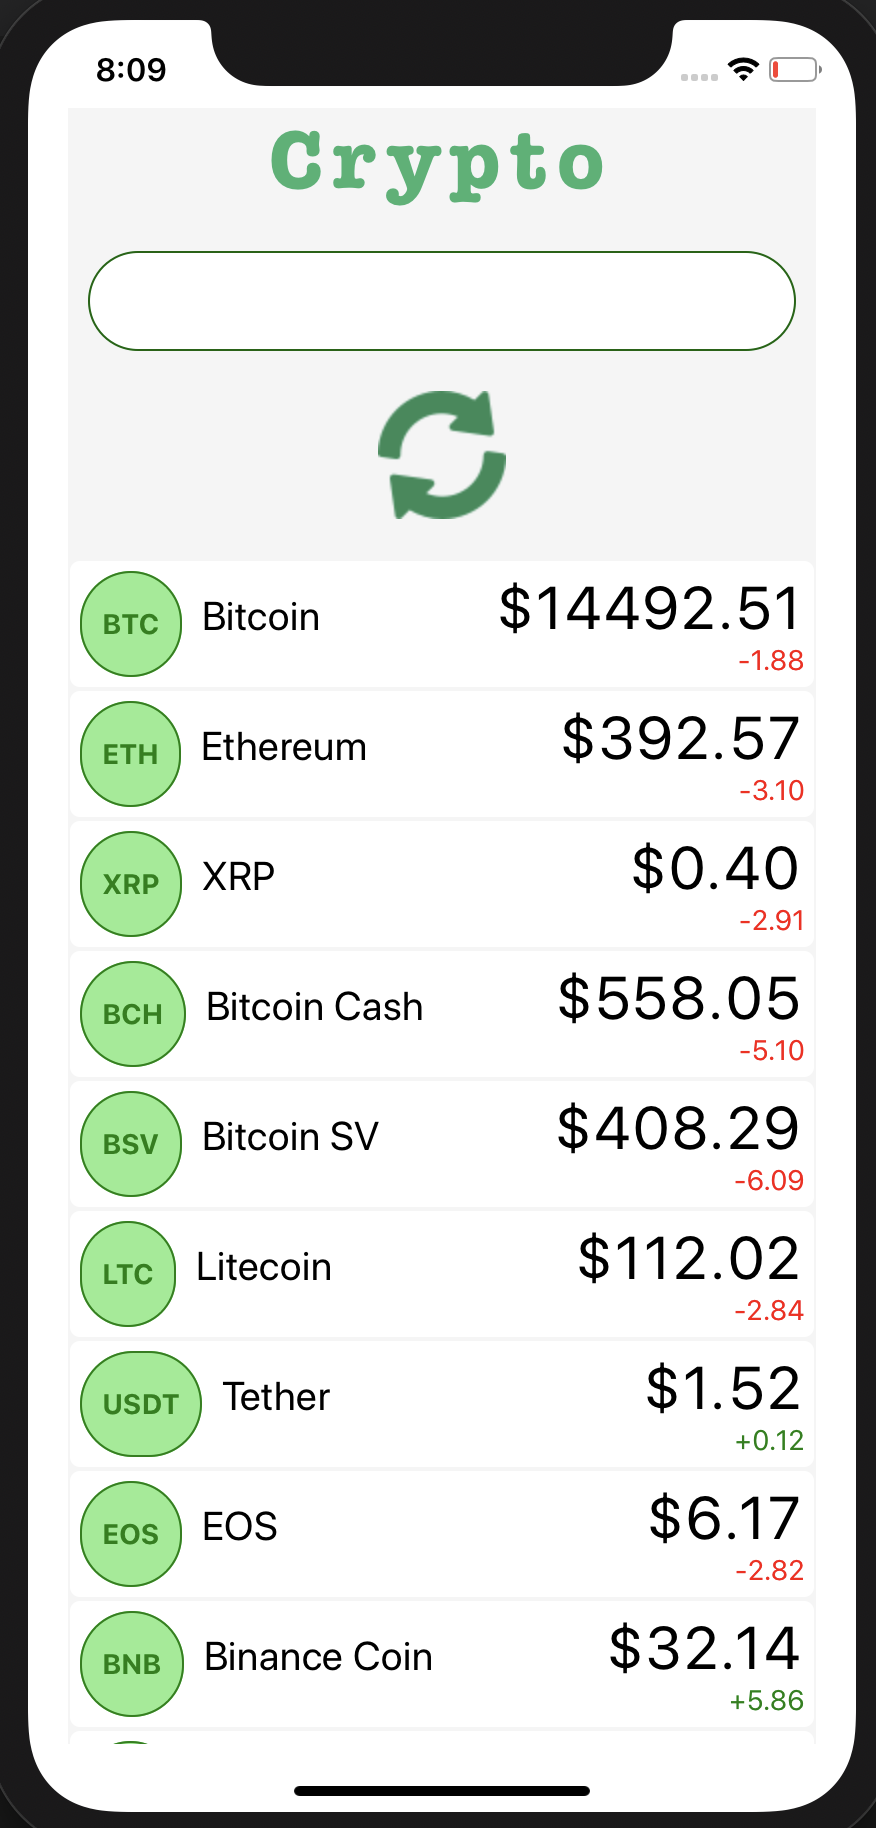 8:09
Crypto
BTC Bitcoin $14492.51
-1.88
ETH Ethereum $392.57
-3.10
XRP XRP $0.40
-2.91
BCH Bitcoin Cash $558.05
-5.10
BSV Bitcoin SV $408.29
-6.09
LTC Litecoin $112.02
-2.84
USDT Tether $1.52
+0.12
EOS EOS $6.17
-2.82
BNB Binance Coin $32.14
+5.86